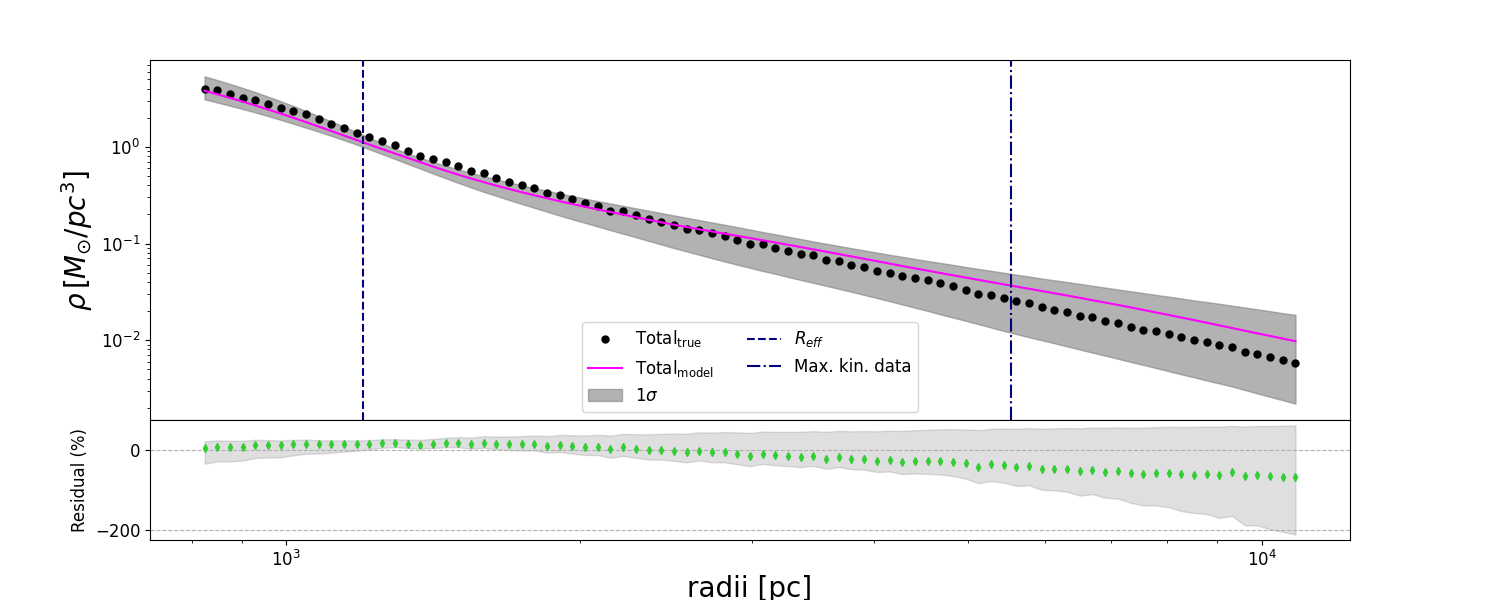 ρ [M⊙/pc³]
10⁰
10⁻¹
10⁻²
Total_true
Total_model
1σ
R_eff
Max. kin. data
Residual (%)
0
−200
10³
10⁴
radii [pc]